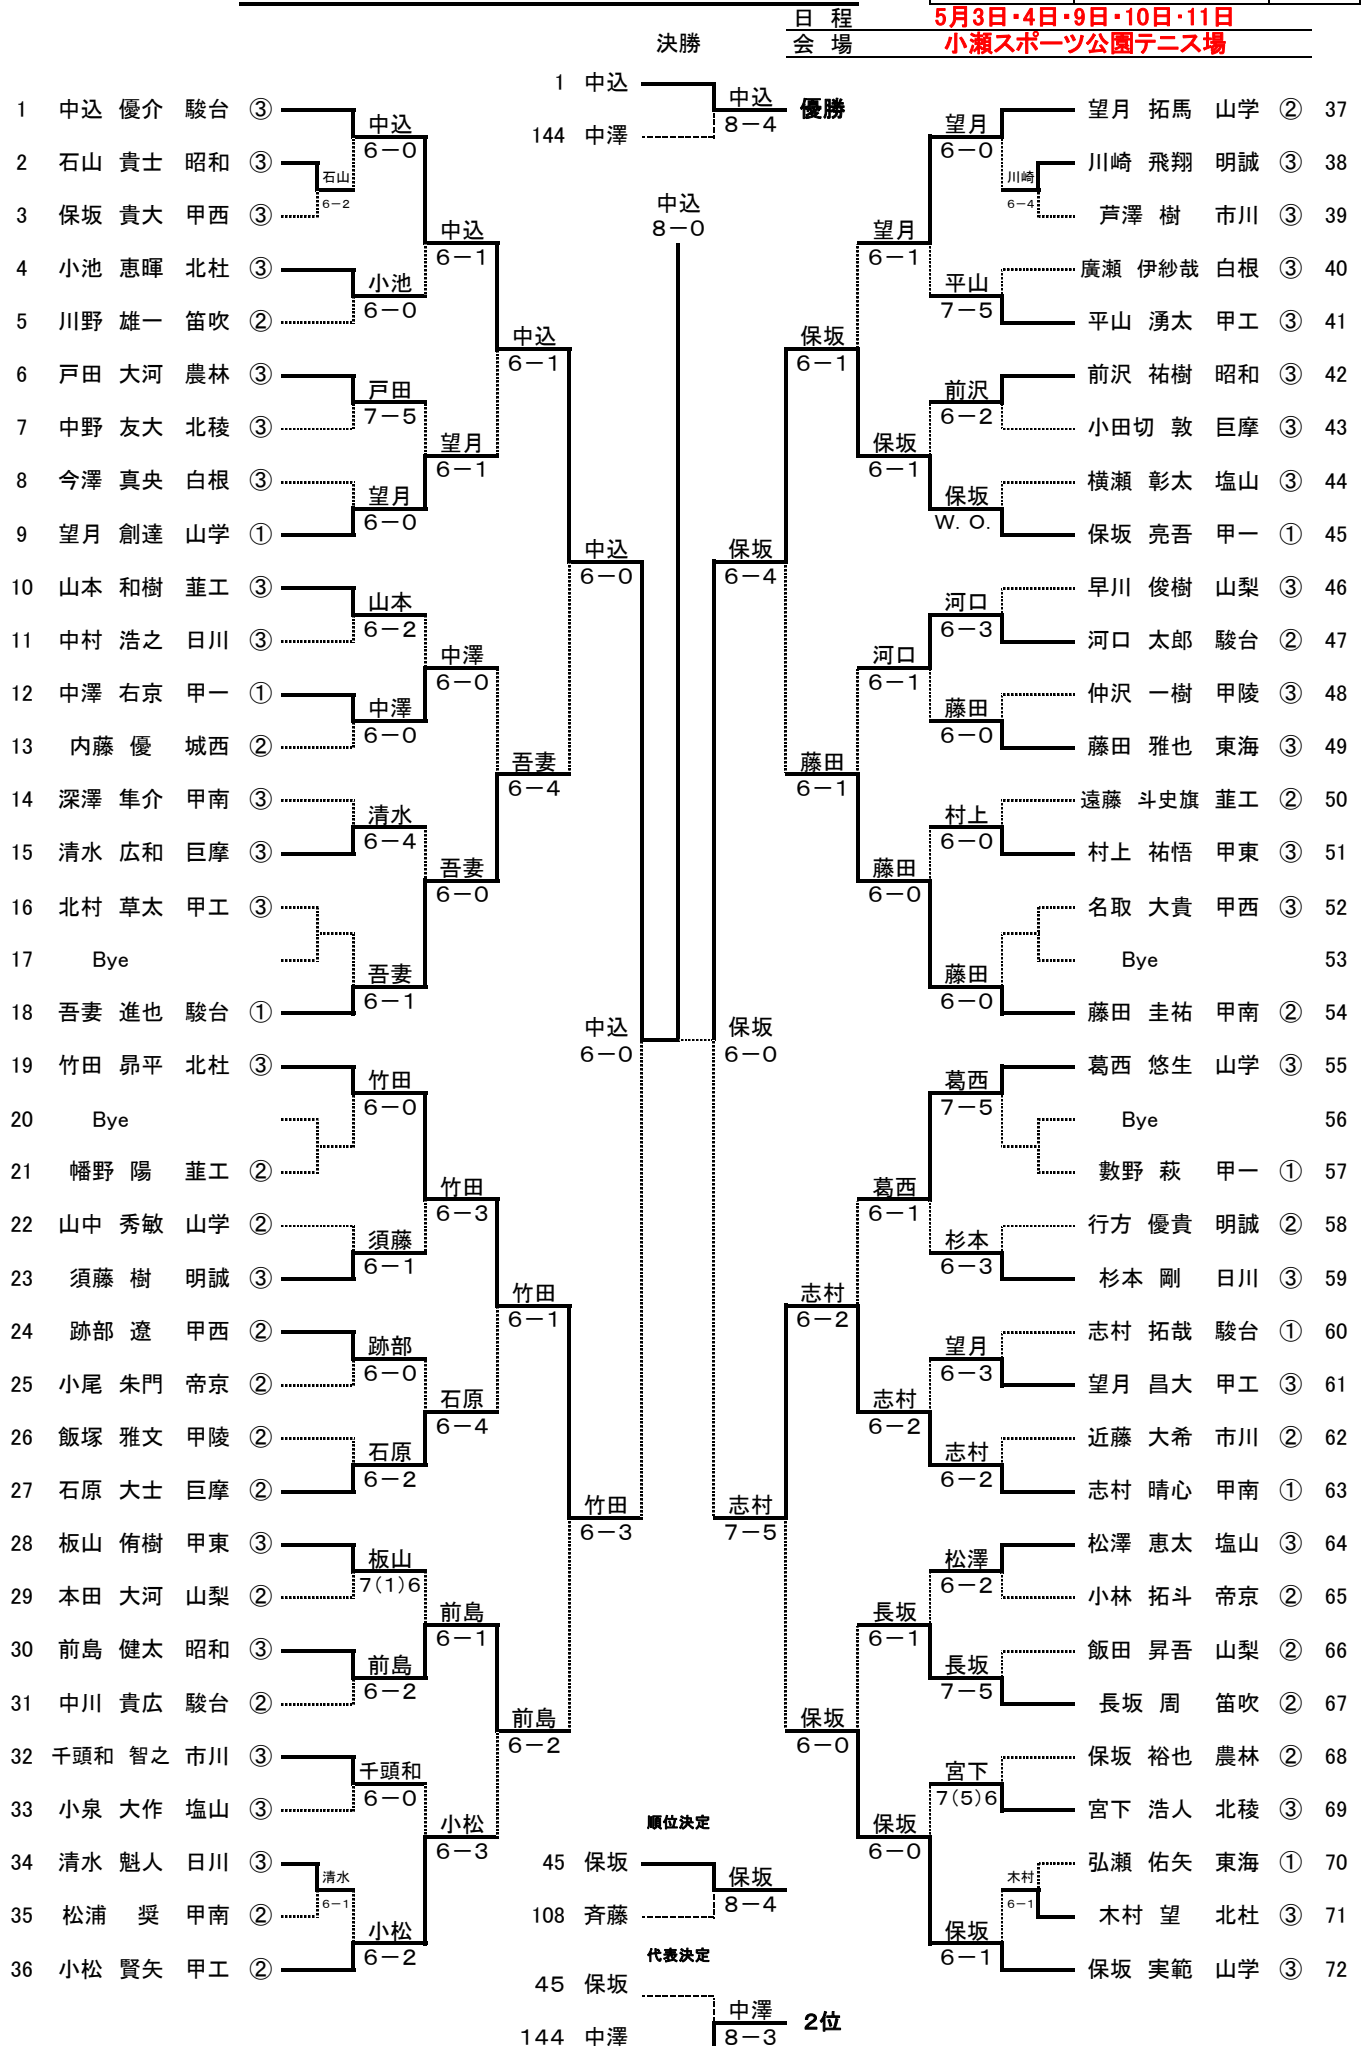 日 程 5月3日・4日・9日・10日・11日
会 場 小瀬スポーツ公園テニス場
決勝
1 中込
144 中澤
中込
8－4
優勝
中込
8－0
1 中込 優介 駿台 ③
2 石山 貴士 昭和 ③
3 保坂 貴大 甲西 ③
4 小池 恵暉 北杜 ③
5 川野 雄一 笛吹 ②
6 戸田 大河 農林 ③
7 中野 友大 北稜 ③
8 今澤 真央 白根 ③
9 望月 創達 山学 ①
10 山本 和樹 韮工 ③
11 中村 浩之 日川 ③
12 中澤 右京 甲一 ①
13 内藤 優 城西 ②
14 深澤 隼介 甲南 ③
15 清水 広和 巨摩 ③
16 北村 草太 甲工 ③
17 Bye
18 吾妻 進也 駿台 ①
19 竹田 昴平 北杜 ③
20 Bye
21 幡野 陽 韮工 ②
22 山中 秀敏 山学 ②
23 須藤 樹 明誠 ③
24 跡部 遼 甲西 ②
25 小尾 朱門 帝京 ②
26 飯塚 雅文 甲陵 ②
27 石原 大士 巨摩 ②
28 板山 侑樹 甲東 ③
29 本田 大河 山梨 ②
30 前島 健太 昭和 ③
31 中川 貴広 駿台 ②
32 千頭和 智之 市川 ③
33 小泉 大作 塩山 ③
34 清水 魁人 日川 ③
35 松浦 奨 甲南 ②
36 小松 賢矢 甲工 ②
石山
6－2
清水
6－1
中込
6－0
小池
6－0
戸田
7－5
望月
6－0
山本
6－2
中澤
6－0
清水
6－4
吾妻
6－1
竹田
6－0
須藤
6－1
跡部
6－0
石原
6－2
板山
7(1)6
前島
6－2
千頭和
6－0
小松
6－2
中込
6－1
望月
6－1
中澤
6－0
吾妻
6－0
竹田
6－3
石原
6－4
前島
6－1
小松
6－3
中込
6－1
吾妻
6－4
竹田
6－1
前島
6－2
中込
6－0
竹田
6－3
中込
6－0
保坂
6－0
保坂
6－4
志村
7－5
保坂
6－1
藤田
6－1
志村
6－2
保坂
6－0
望月
6－1
保坂
6－1
河口
6－1
藤田
6－0
葛西
6－1
志村
6－2
長坂
6－1
保坂
6－0
望月
6－0
平山
7－5
前沢
6－2
保坂
W. O.
河口
6－3
藤田
6－0
村上
6－0
藤田
6－0
葛西
7－5
杉本
6－3
望月
6－3
志村
6－2
松澤
6－2
長坂
7－5
宮下
7(5)6
保坂
6－1
川崎
6－4
木村
6－1
望月 拓馬 山学 ② 37
川崎 飛翔 明誠 ③ 38
芦澤 樹 市川 ③ 39
廣瀬 伊紗哉 白根 ③ 40
平山 湧太 甲工 ③ 41
前沢 祐樹 昭和 ③ 42
小田切 敦 巨摩 ③ 43
横瀬 彰太 塩山 ③ 44
保坂 亮吾 甲一 ① 45
早川 俊樹 山梨 ③ 46
河口 太郎 駿台 ② 47
仲沢 一樹 甲陵 ③ 48
藤田 雅也 東海 ③ 49
遠藤 斗史旗 韮工 ② 50
村上 祐悟 甲東 ③ 51
名取 大貴 甲西 ③ 52
Bye 53
藤田 圭祐 甲南 ② 54
葛西 悠生 山学 ③ 55
Bye 56
數野 萩 甲一 ① 57
行方 優貴 明誠 ② 58
杉本 剛 日川 ③ 59
志村 拓哉 駿台 ① 60
望月 昌大 甲工 ③ 61
近藤 大希 市川 ② 62
志村 晴心 甲南 ① 63
松澤 恵太 塩山 ③ 64
小林 拓斗 帝京 ② 65
飯田 昇吾 山梨 ② 66
長坂 周 笛吹 ② 67
保坂 裕也 農林 ② 68
宮下 浩人 北稜 ③ 69
弘瀬 佑矢 東海 ① 70
木村 望 北杜 ③ 71
保坂 実範 山学 ③ 72
順位決定
45 保坂
108 斉藤
保坂
8－4
代表決定
45 保坂
144 中澤
中澤
8－3
2位